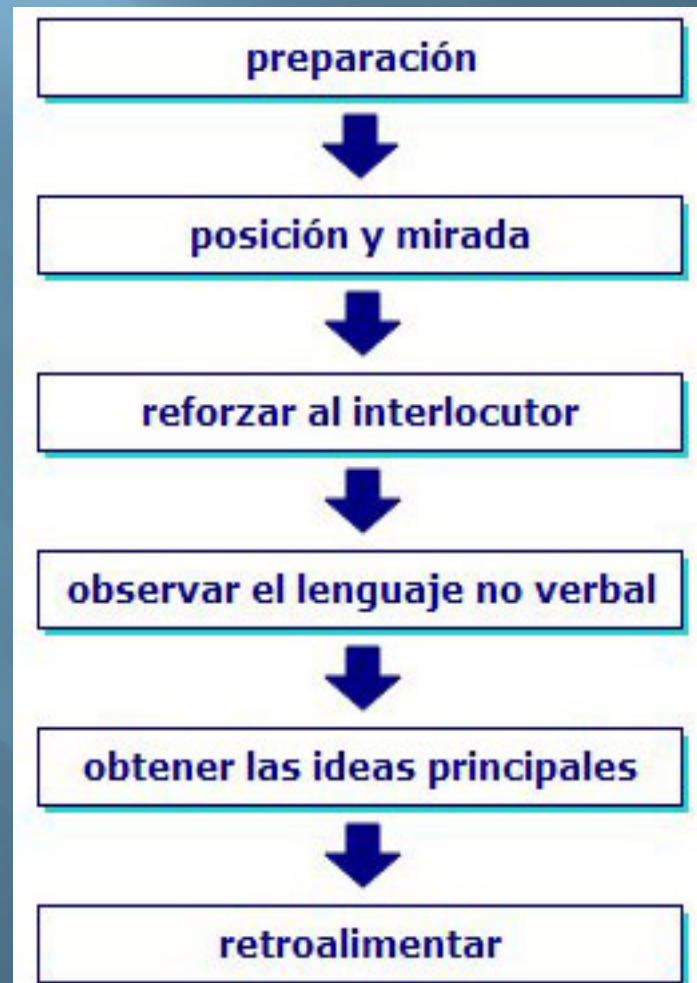 preparación
posición y mirada
reforzar al interlocutor
observar el lenguaje no verbal
obtener las ideas principales
retroalimentar